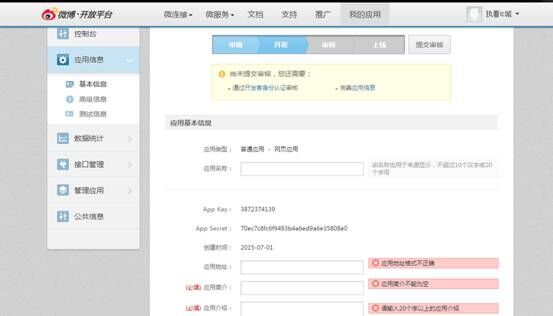 微博·开放平台 微连接 微服务 文档 支持 推广 我的应用 执着ic城
控制台
应用信息
基本信息
高级信息
测试信息
数据统计
接口管理
管理应用
公共信息
申请 开发 审核 上线 提交审核
尚未提交审核，您还需要：
• 通过开发者身份认证审核 • 完善应用信息
应用基本信息
应用类型： 普通应用 - 网页应用
应用名称： 该名称也用于来源显示，不超过10个汉字或20个字母
App Key： 3872374139
App Secret： 70ec7c8fc6f9493b4a6ed9a6e35808e0
创建时间： 2015-07-01
应用地址： 应用地址格式不正确
(必填) 应用简介： 应用简介不能为空
(必填) 应用介绍： 请输入20个字以上的应用介绍